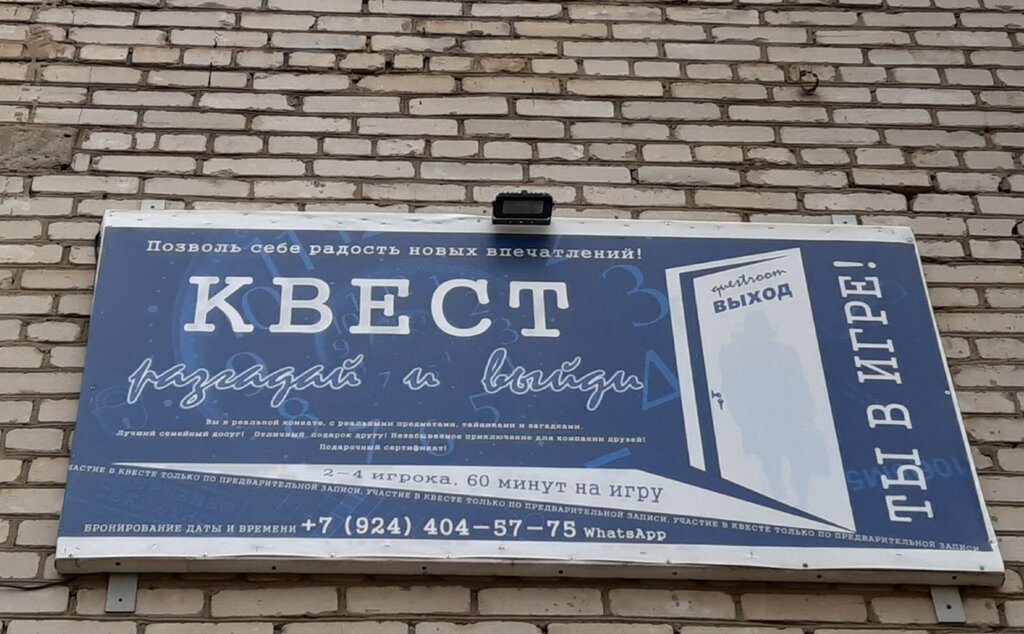 Позволь себе радость новых впечатлений!
КВЕСТ
разгадай и выйди
Вы в реальной комнате, с реальными предметами, тайниками и загадками.
Лучший семейный досуг! Отличный подарок другу! Незабываемое приключение для компании друзей!
Подарочный сертификат!
2-4 игрока. 60 минут на игру
УЧАСТИЕ В КВЕСТЕ ТОЛЬКО ПО ПРЕДВАРИТЕЛЬНОЙ ЗАПИСИ. УЧАСТИЕ В КВЕСТЕ ТОЛЬКО ПО ПРЕДВАРИТЕЛЬНОЙ ЗАПИСИ. УЧАСТИЕ В КВЕСТЕ ТОЛЬКО ПО ПРЕДВАРИТЕЛЬНОЙ ЗАПИСИ
БРОНИРОВАНИЕ ДАТЫ И ВРЕМЕНИ +7 (924) 404-57-75 WhatsApp
questroom
ВЫХОД
ТЫ В ИГРЕ!